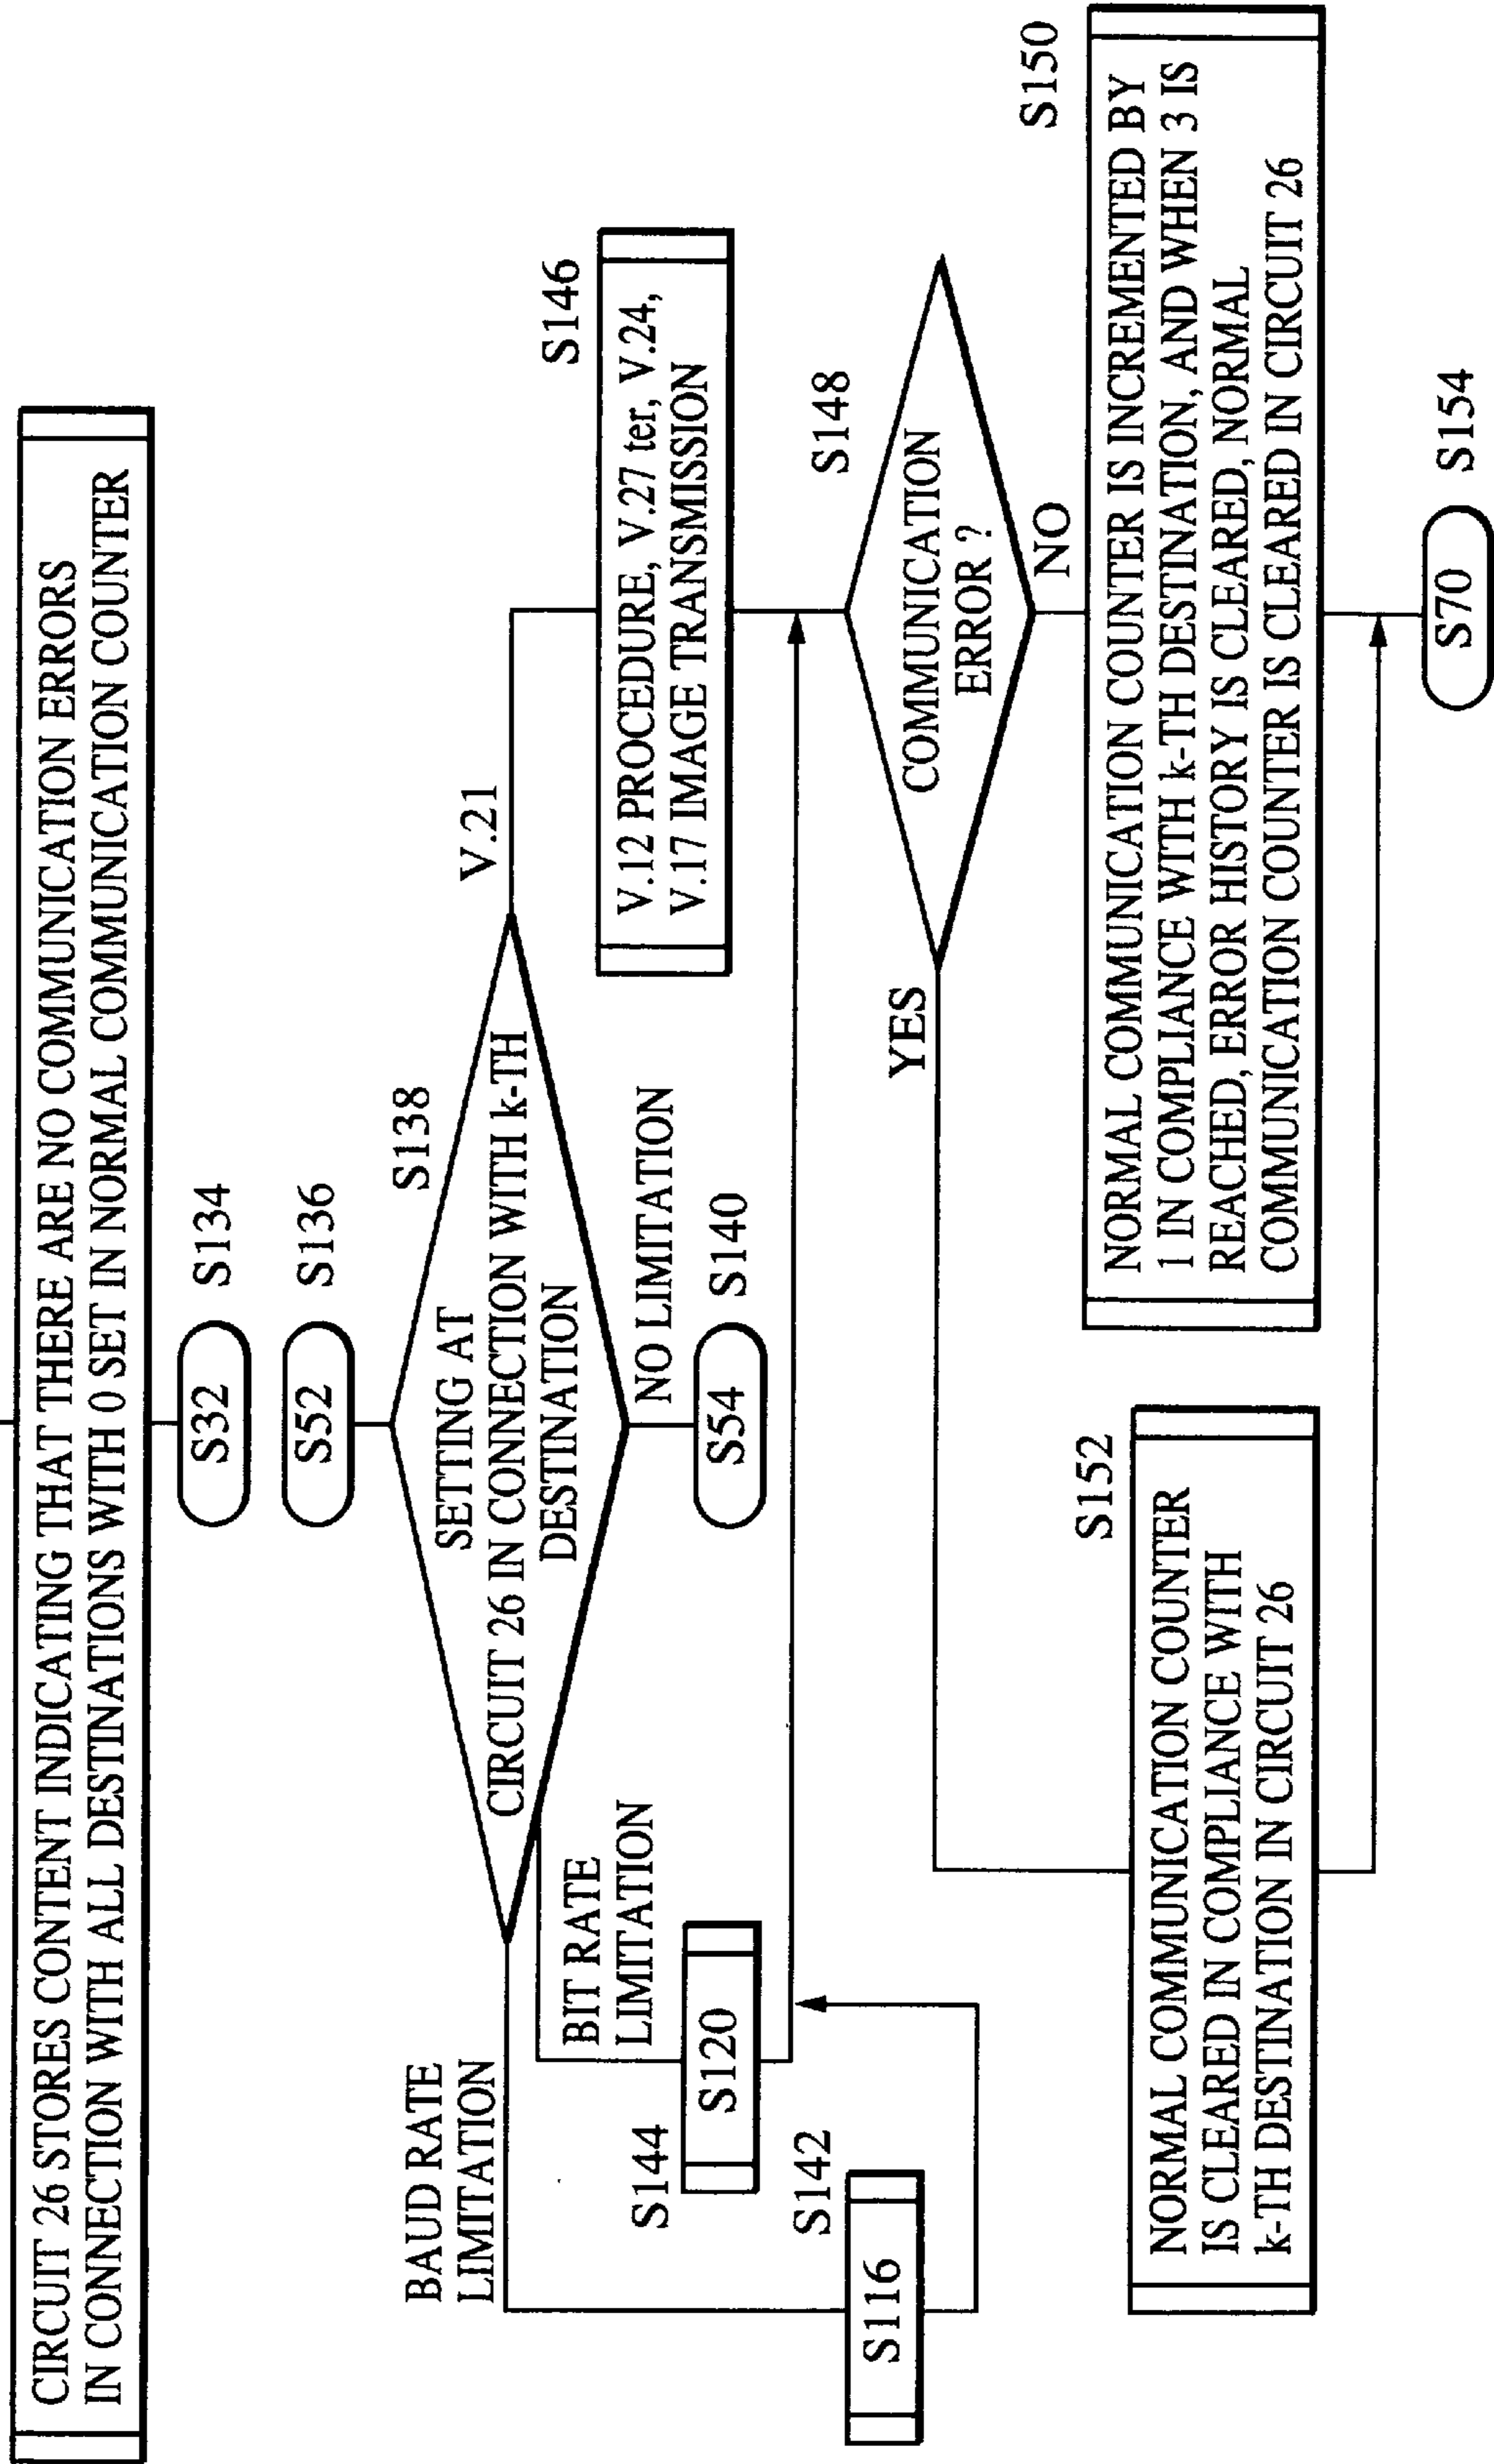 CIRCUIT 26 STORES CONTENT INDICATING THAT THERE ARE NO COMMUNICATION ERRORS
IN CONNECTION WITH ALL DESTINATIONS WITH 0 SET IN NORMAL COMMUNICATION COUNTER
S32
S134
S52
S136
S138
SETTING AT
CIRCUIT 26 IN CONNECTION WITH k-TH
DESTINATION
BAUD RATE
LIMITATION
BIT RATE
LIMITATION
NO LIMITATION
V.21
S144
S120
S54
S140
S146
V.12 PROCEDURE, V.27 ter, V.24,
V.17 IMAGE TRANSMISSION
S142
S116
S148
COMMUNICATION
ERROR ?
YES
NO
S152
NORMAL COMMUNICATION COUNTER
IS CLEARED IN COMPLIANCE WITH
k-TH DESTINATION IN CIRCUIT 26
S150
NORMAL COMMUNICATION COUNTER IS INCREMENTED BY
1 IN COMPLIANCE WITH k-TH DESTINATION, AND WHEN 3 IS
REACHED, ERROR HISTORY IS CLEARED, NORMAL
COMMUNICATION COUNTER IS CLEARED IN CIRCUIT 26
S70
S154